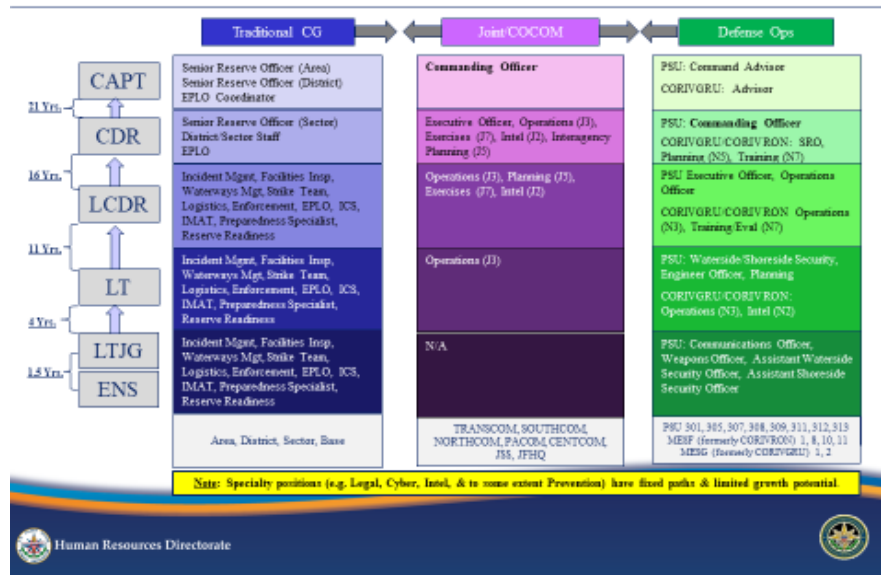 Traditional CG
Joint/COCOM
Defense Ops
CAPT
21 Yrs.
CDR
16 Yrs.
LCDR
11 Yrs.
LT
4 Yrs.
LTJG
1.5 Yrs.
ENS
Senior Reserve Officer (Area)
Senior Reserve Officer (District)
EPLO Coordinator
Senior Reserve Officer (Sector)
District/Sector Staff
EPLO
Incident Mgmt, Facilities Insp,
Waterways Mgt, Strike Team,
Logistics, Enforcement, EPLO, ICS,
IMAT, Preparedness Specialist,
Reserve Readiness
Incident Mgmt, Facilities Insp,
Waterways Mgt, Strike Team,
Logistics, Enforcement, EPLO, ICS,
IMAT, Preparedness Specialist,
Reserve Readiness
Incident Mgmt, Facilities Insp,
Waterways Mgt, Strike Team,
Logistics, Enforcement, EPLO, ICS,
IMAT, Preparedness Specialist,
Reserve Readiness
Area, District, Sector, Base
Commanding Officer
Executive Officer, Operations (J3),
Exercises (J7), Intel (J2), Interagency
Planning (J5)
Operations (J3), Planning (J5),
Exercises (J7), Intel (J2)
Operations (J3)
N/A
TRANSCOM, SOUTHCOM,
NORTHCOM, PACOM, CENTCOM,
JSS, JFHQ
PSU: Command Advisor
CORIVGRU: Advisor
PSU: Commanding Officer
CORIVGRU/CORIVRON: SRO,
Planning (N5), Training (N7)
PSU Executive Officer, Operations
Officer
CORIVGRU/CORIVRON Operations
(N3), Training/Eval (N7)
PSU: Waterside/Shoreside Security,
Engineer Officer, Planning
CORIVGRU/CORIVRON:
Operations (N3), Intel (N2)
PSU: Communications Officer,
Weapons Officer, Assistant Waterside
Security Officer, Assistant Shoreside
Security Officer
PSU 301, 305, 307, 308, 309, 311, 312, 313
MESF (formerly CORIVRON) 1, 8, 10, 11
MESG (formerly CORIVGRU) 1, 2
Note: Specialty positions (e.g. Legal, Cyber, Intel, & to some extent Prevention) have fixed paths & limited growth potential.
Human Resources Directorate